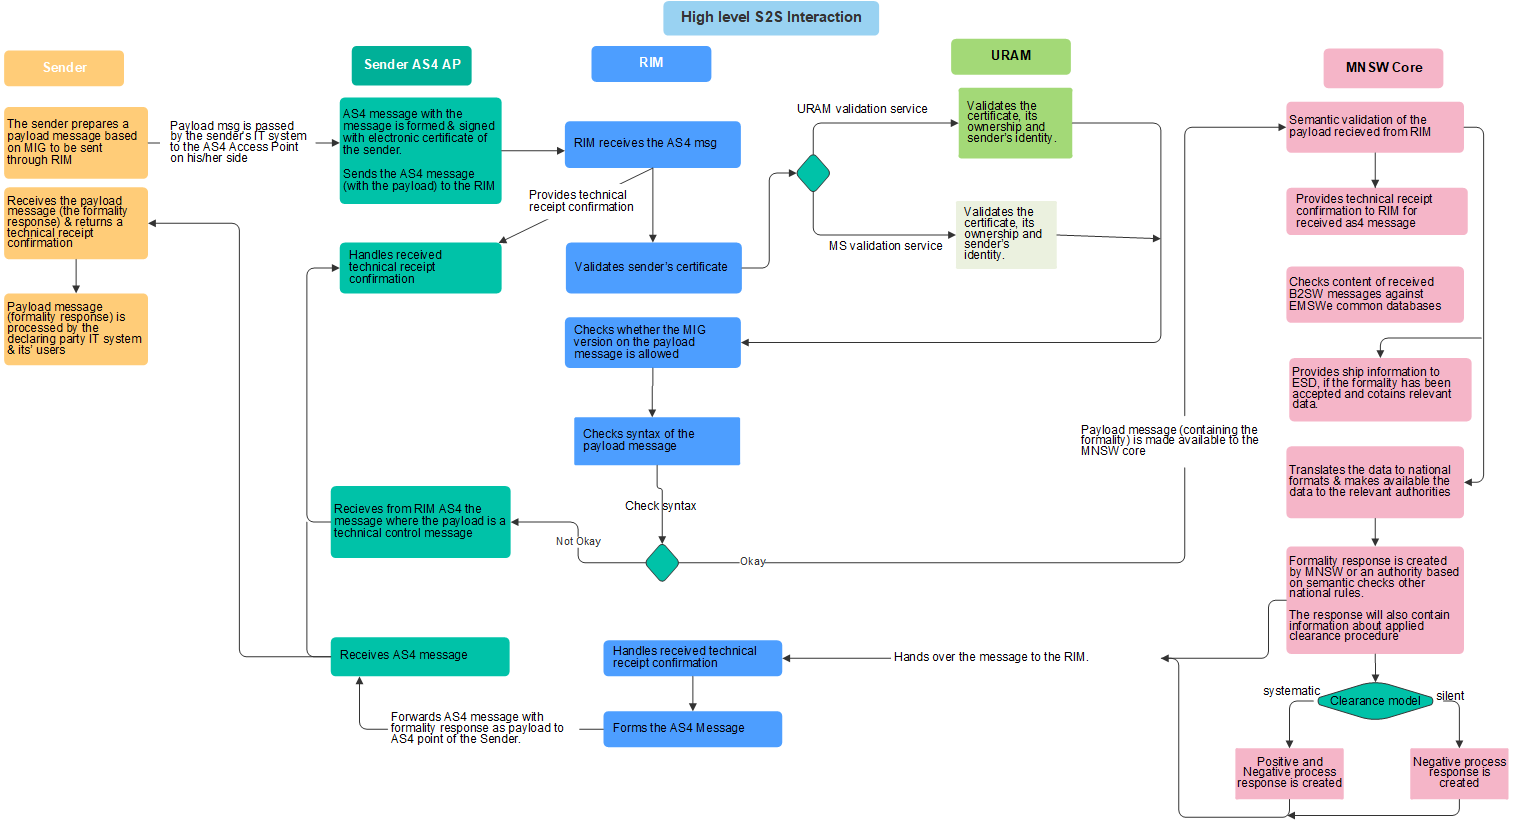 High level S2S Interaction
Sender
Sender AS4 AP
RIM
URAM
MNSW Core
The sender prepares a
payload message based
on MIG to be sent
through RIM
Payload msg is passed
by the sender's IT system
to the AS4 Access Point
on his/her side
AS4 message with the
message is formed & signed
with electronic certificate of
the sender.
Sends the AS4 message
(with the payload) to the RIM
RIM receives the AS4 msg
Provides technical
receipt confirmation
URAM validation service
Validates the
certificate, its
ownership and
sender's identity.
MS validation service
Validates the
certificate, its
ownership and
sender's
identity.
Semantic validation of the
payload recieved from RIM
Provides technical receipt
confirmation to RIM for
received as4 message
Receives the payload
message (the formality
response) & returns a
technical receipt
confirmation
Handles received
technical receipt
confirmation
Validates sender's certificate
Checks content of received
B2SW messages against
EMSWe common databases
Payload message
(formality response) is
processed by the
declaring party IT system
& its' users
Checks whether the MIG
version on the payload
message is allowed
Provides ship information to
ESD, if the formality has been
accepted and cotains relevant
data.
Checks syntax of the
payload message
Payload message (containing the
formality) is made available to the
MNSW core
Translates the data to national
formats & makes available the
data to the relevant authorities
Recieves from RIM AS4 the
message where the payload is a
technical control message
Check syntax
Not Okay
Okay
Formality response is created
by MNSW or an authority based
on semantic checks other
national rules.
The response will also contain
information about applied
clearance procedure
Receives AS4 message
Handles received technical
receipt confirmation
Hands over the message to the RIM.
Forwards AS4 message with
formality response as payload to
AS4 point of the Sender.
Forms the AS4 Message
systematic
Clearance model
silent
Positive and
Negative process
response is created
Negative process
response is
created